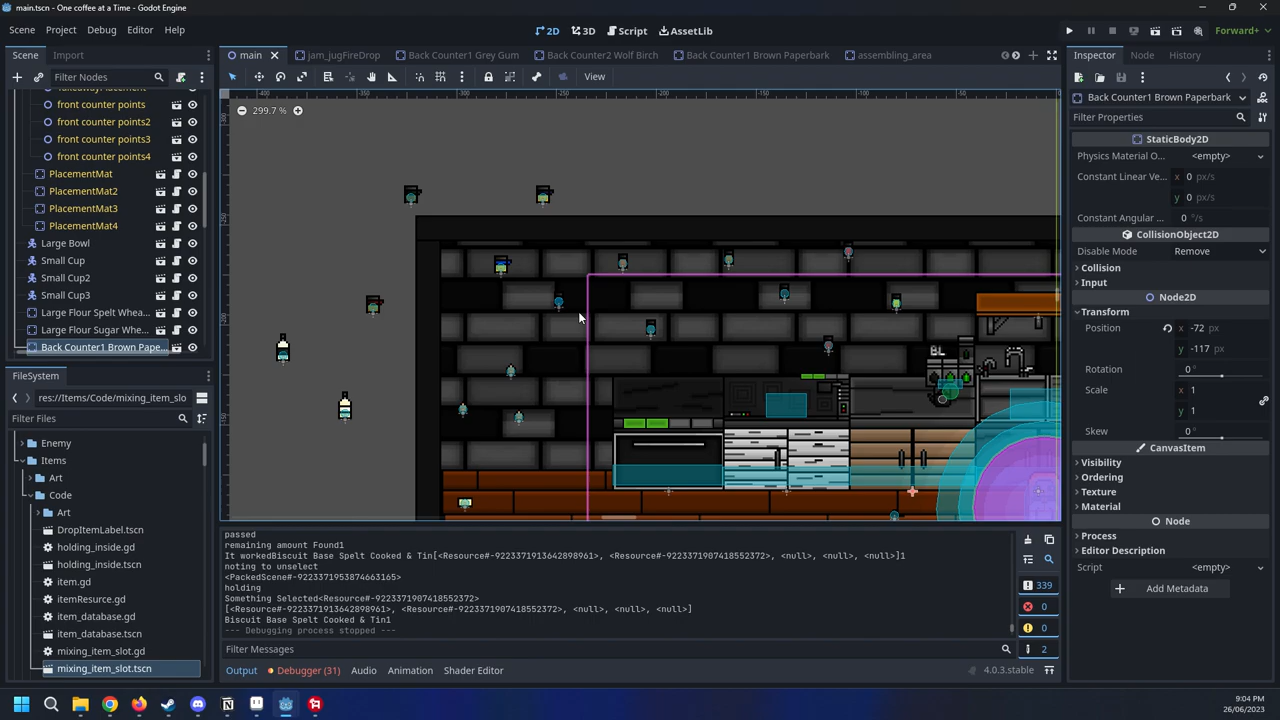 main.tscn - One coffee at a Time - Godot Engine
Scene Project Debug Editor Help
2D 3D Script AssetLib
Forward+
Scene Import
main jam_jugFireDrop Back Counter1 Grey Gum Back Counter2 Wolf Birch Back Counter1 Brown Paperbark assembling_area
Inspector Node History
Filter Nodes
View
front counter points
front counter points2
front counter points3
front counter points4
PlacementMat
PlacementMat2
PlacementMat3
PlacementMat4
Large Bowl
Small Cup
Small Cup2
Small Cup3
Large Flour Spelt Whea...
Large Flour Sugar Whe...
Back Counter1 Brown Pape...
FileSystem
res://Items/Code/mixing_item_slo
Filter Files
Enemy
Items
Art
Code
Art
DropItemLabel.tscn
holding_inside.gd
holding_inside.tscn
item.gd
itemResurce.gd
item_database.gd
item_database.tscn
mixing_item_slot.gd
mixing_item_slot.tscn
299.7 %
BL
passed
remaining amount Found1
It workedBiscuit Base Spelt Cooked & Tin[<Resource#-9223371913642898961>, <Resource#-9223371907418552372>, <null>, <null>, <null>]1
noting to unselect
<PackedScene#-9223371953874663165>
holding
Something Selected<Resource#-9223371907418552372>
[<Resource#-9223371913642898961>, <Resource#-9223371907418552372>, <null>, <null>, <null>]
Biscuit Base Spelt Cooked & Tin1
--- Debugging process stopped ---
339
0
0
2
Filter Messages
Output Debugger (31) Audio Animation Shader Editor
4.0.3.stable
Back Counter1 Brown Paperbark
Filter Properties
StaticBody2D
Physics Material O... <empty>
Constant Linear Ve... x 0 px/s
y 0 px/s
Constant Angular ... 0 °/s
CollisionObject2D
Disable Mode Remove
Collision
Input
Node2D
Transform
Position x -72 px
y -117 px
Rotation 0 °
Scale x 1
y 1
Skew 0 °
CanvasItem
Visibility
Ordering
Texture
Material
Node
Process
Editor Description
Script <empty>
Add Metadata
9:04 PM
26/06/2023